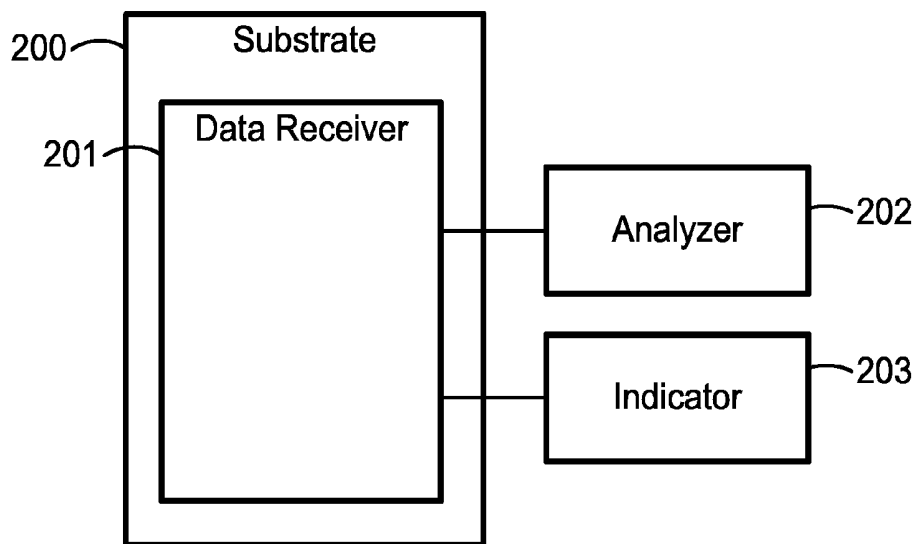 200
Substrate
201
Data Receiver
Analyzer
202
Indicator
203